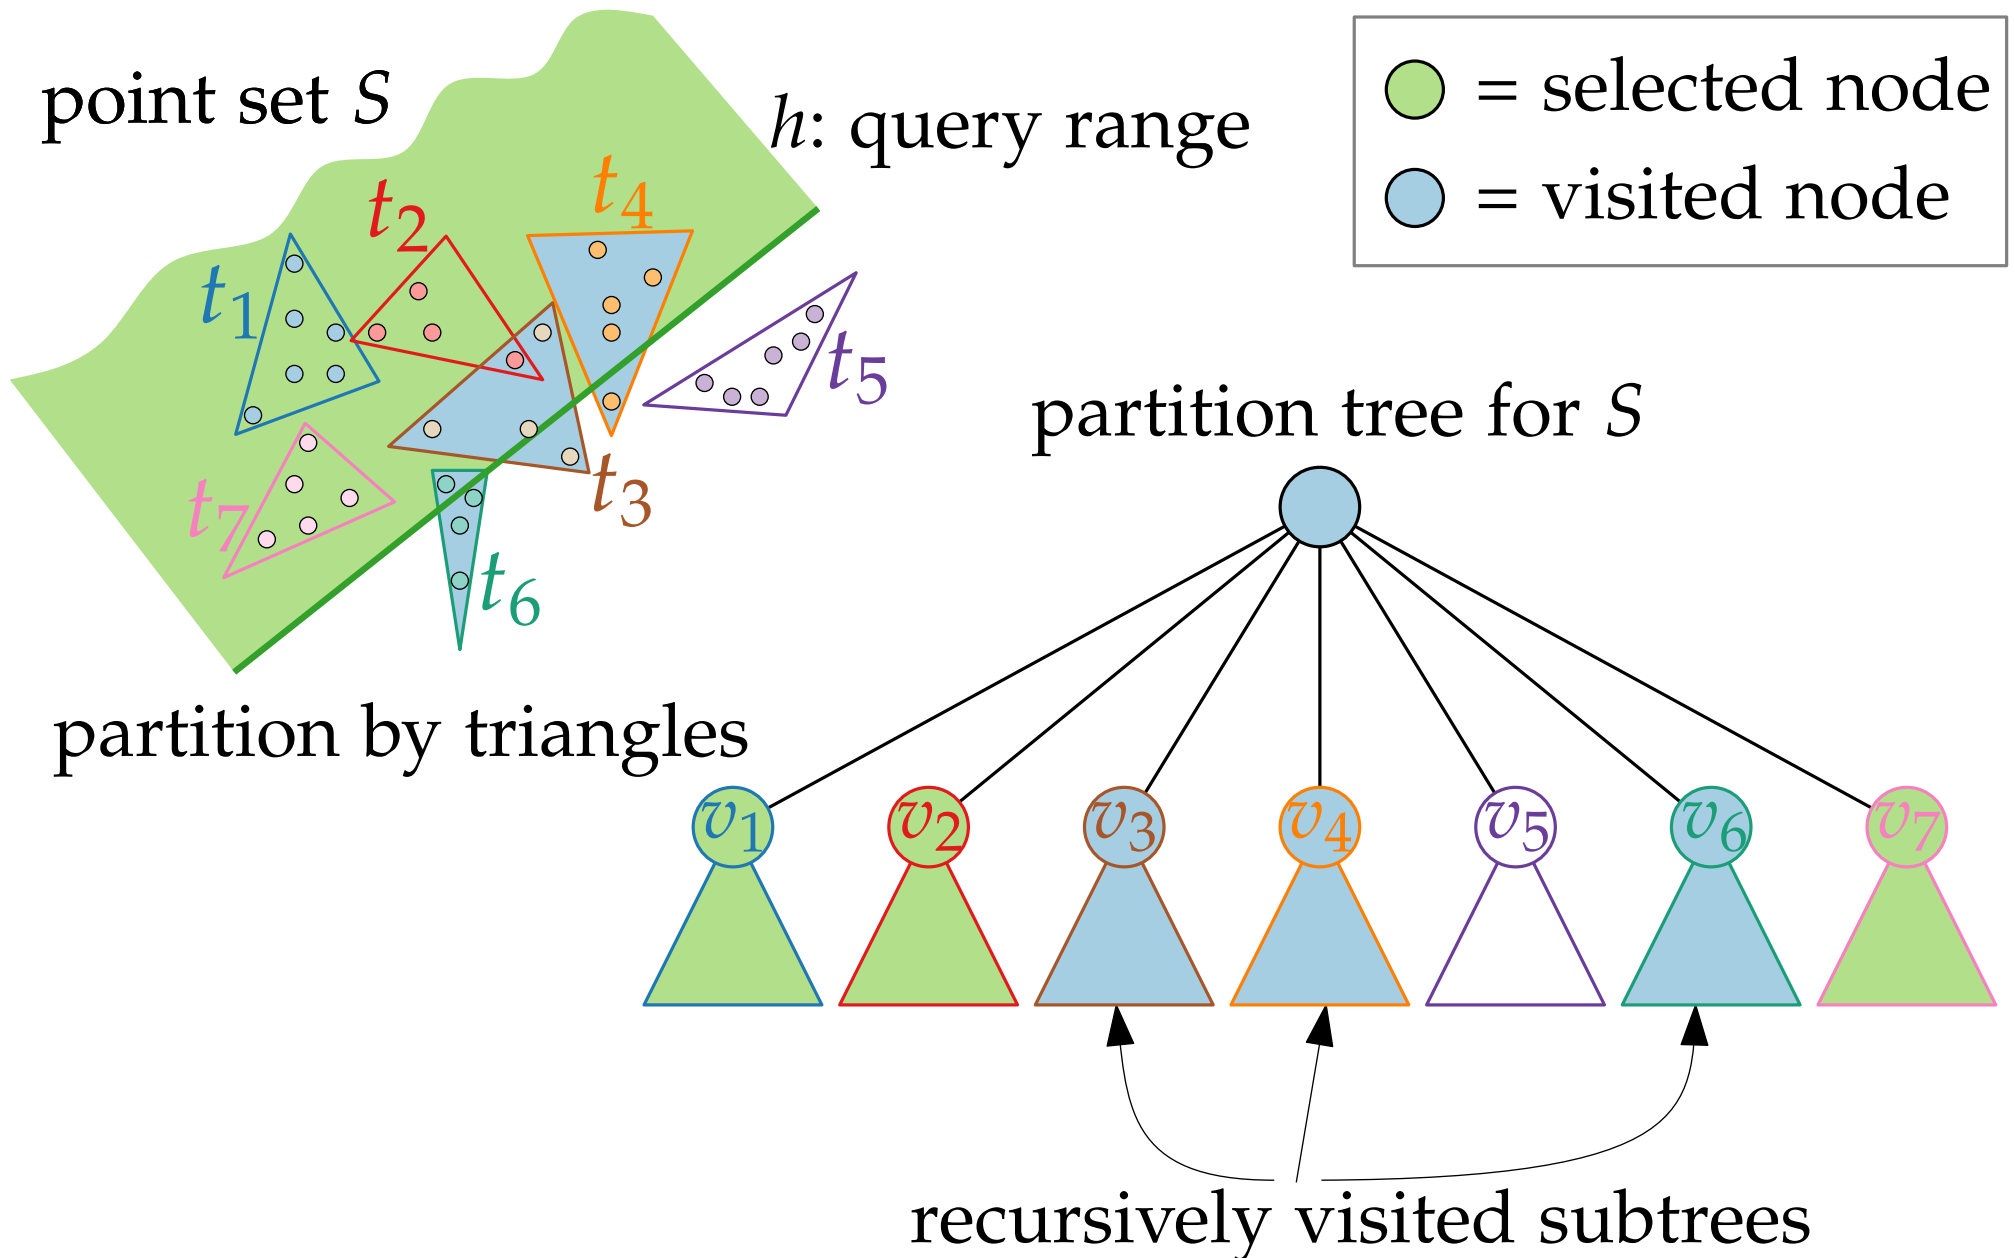 point set S
h: query range
= selected node
= visited node
t1
t2
t3
t4
t5
t6
t7
partition by triangles
partition tree for S
v1
v2
v3
v4
v5
v6
v7
recursively visited subtrees